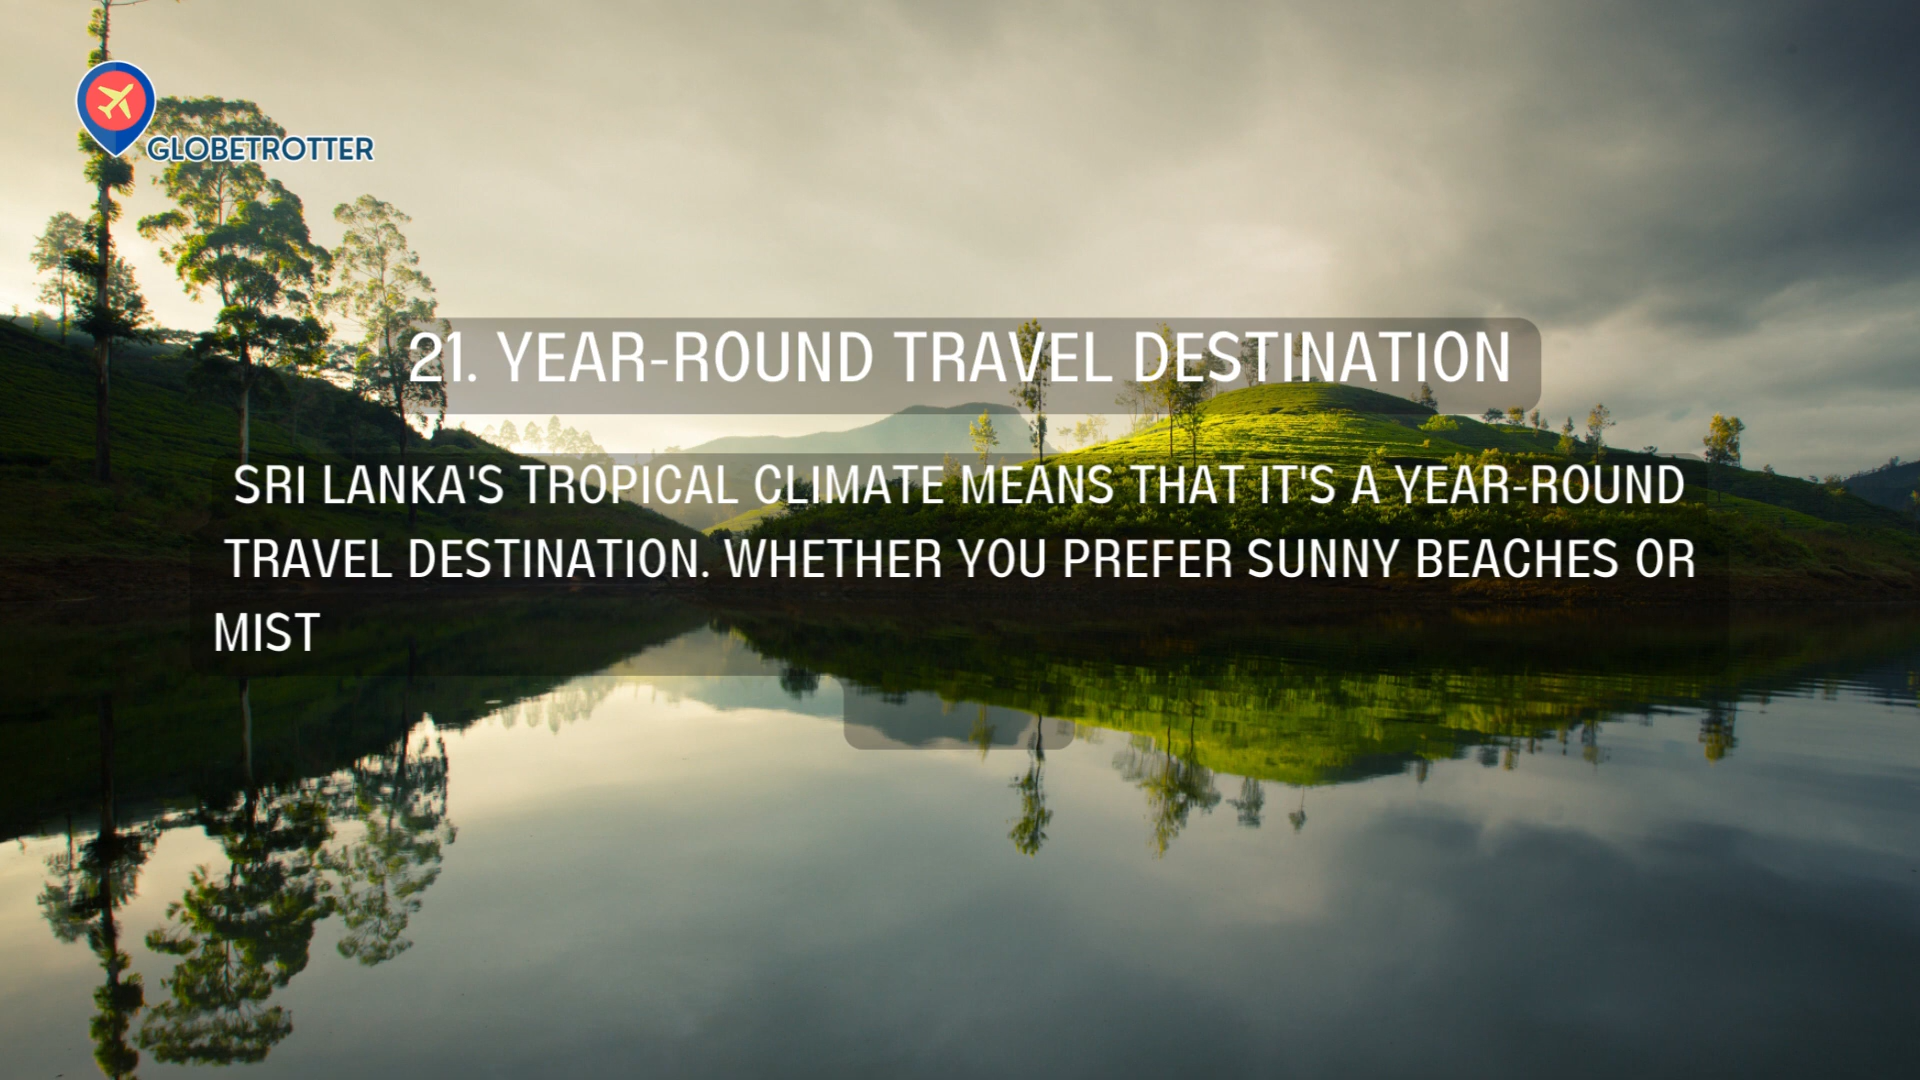 GLOBETROTTER
21. YEAR-ROUND TRAVEL DESTINATION
SRI LANKA'S TROPICAL CLIMATE MEANS THAT IT'S A YEAR-ROUND
TRAVEL DESTINATION. WHETHER YOU PREFER SUNNY BEACHES OR
MIST